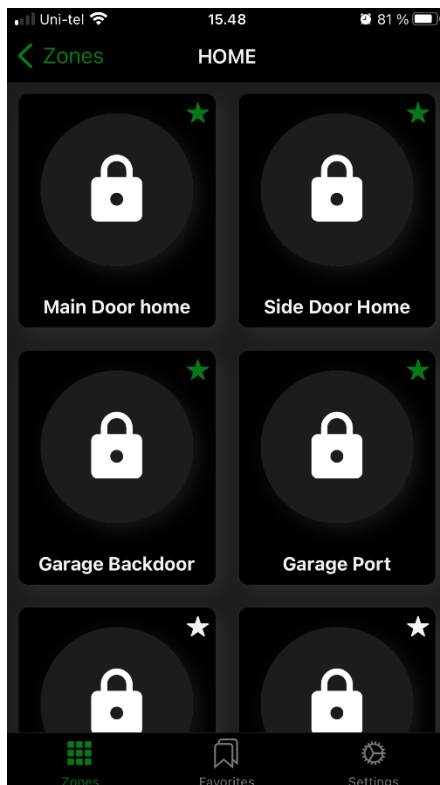 Uni-tel 15.48 81 %
Zones HOME
Main Door home Side Door Home
Garage Backdoor Garage Port
Zones Favorites Settings